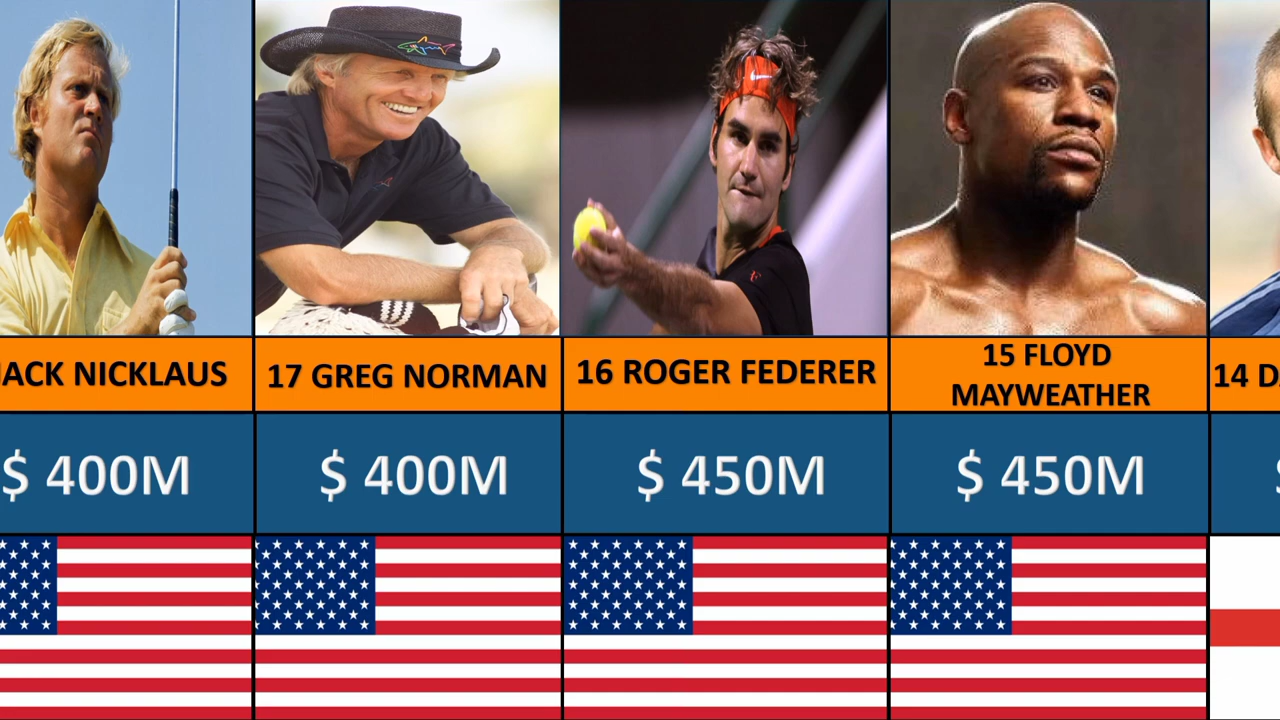 JACK NICKLAUS
17 GREG NORMAN
16 ROGER FEDERER
15 FLOYD
MAYWEATHER
14 D
$ 400M
$ 400M
$ 450M
$ 450M
$